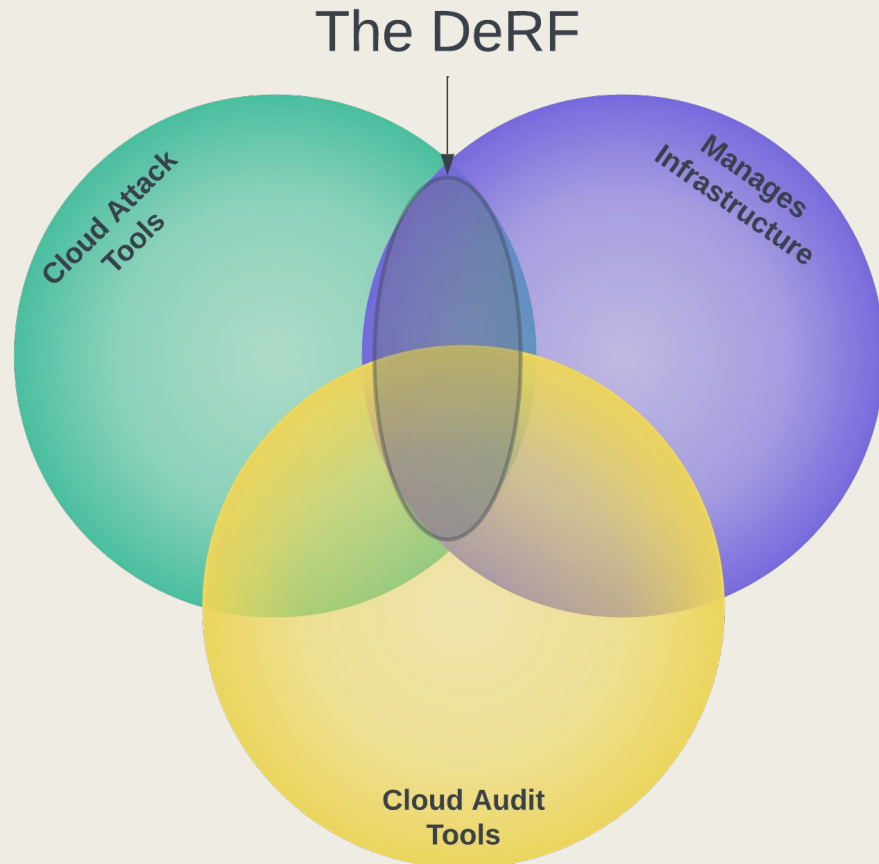 The DeRF
Cloud Attack
Tools
Manages
Infrastructure
Cloud Audit
Tools